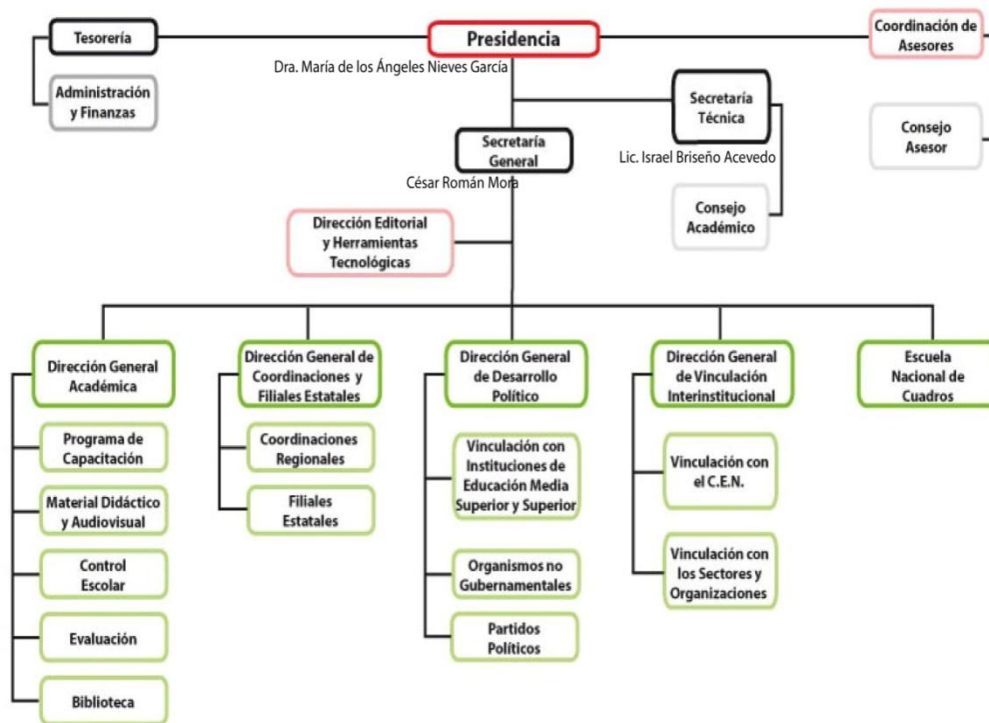 Tesorería
Presidencia
Coordinación de
Asesores
Dra. María de los Ángeles Nieves García
Administración
y Finanzas
Secretaría
Técnica
Consejo
Asesor
Secretaría
General
Lic. Israel Briseño Acevedo
César Román Mora
Consejo
Académico
Dirección Editorial
y Herramientas
Tecnológicas
Dirección General
Académica
Dirección General de
Coordinaciones y
Filiales Estatales
Dirección General
de Desarrollo
Político
Dirección General
de Vinculación
Interinstitucional
Escuela
Nacional de
Cuadros
Programa de
Capacitación
Material Didáctico
y Audiovisual
Control
Escolar
Evaluación
Biblioteca
Coordinaciones
Regionales
Filiales
Estatales
Vinculación con
Instituciones de
Educación Media
Superior y Superior
Organismos no
Gubernamentales
Partidos
Políticos
Vinculación con
el C.E.N.
Vinculación con
los Sectores y
Organizaciones